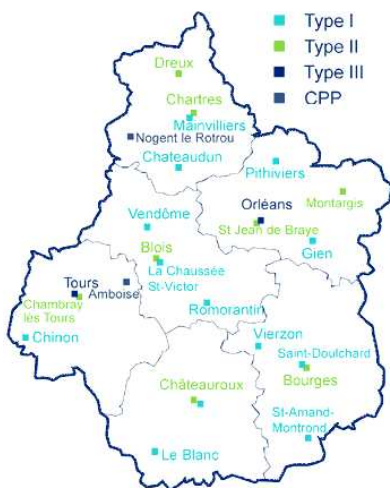 Type I
Type II
Type III
CPP
Dreux
Chartres
Mainvilliers
Nogent le Rotrou
Chateaudun
Pithiviers
Orléans
Montargis
St Jean de Braye
Gien
Vendôme
Blois
La Chaussée
St-Victor
Tours
Amboise
Chambray
lès Tours
Romorantin
Chinon
Vierzon
Saint-Doulchard
Bourges
Châteauroux
St-Amand-
Montrond
Le Blanc